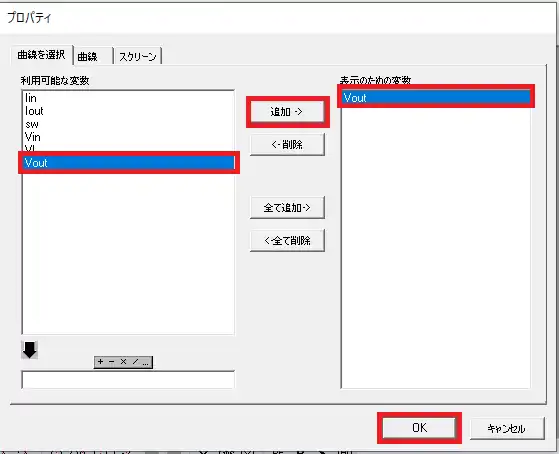 プロパティ
曲線を選択 曲線 スクリーン
利用可能な変数
Iin
Iout
sw
Vin
Vout
追加 ->
<-削除
全て追加->
<-全て削除
表示のための変数
Vout
+ - × / ...
OK キャンセル